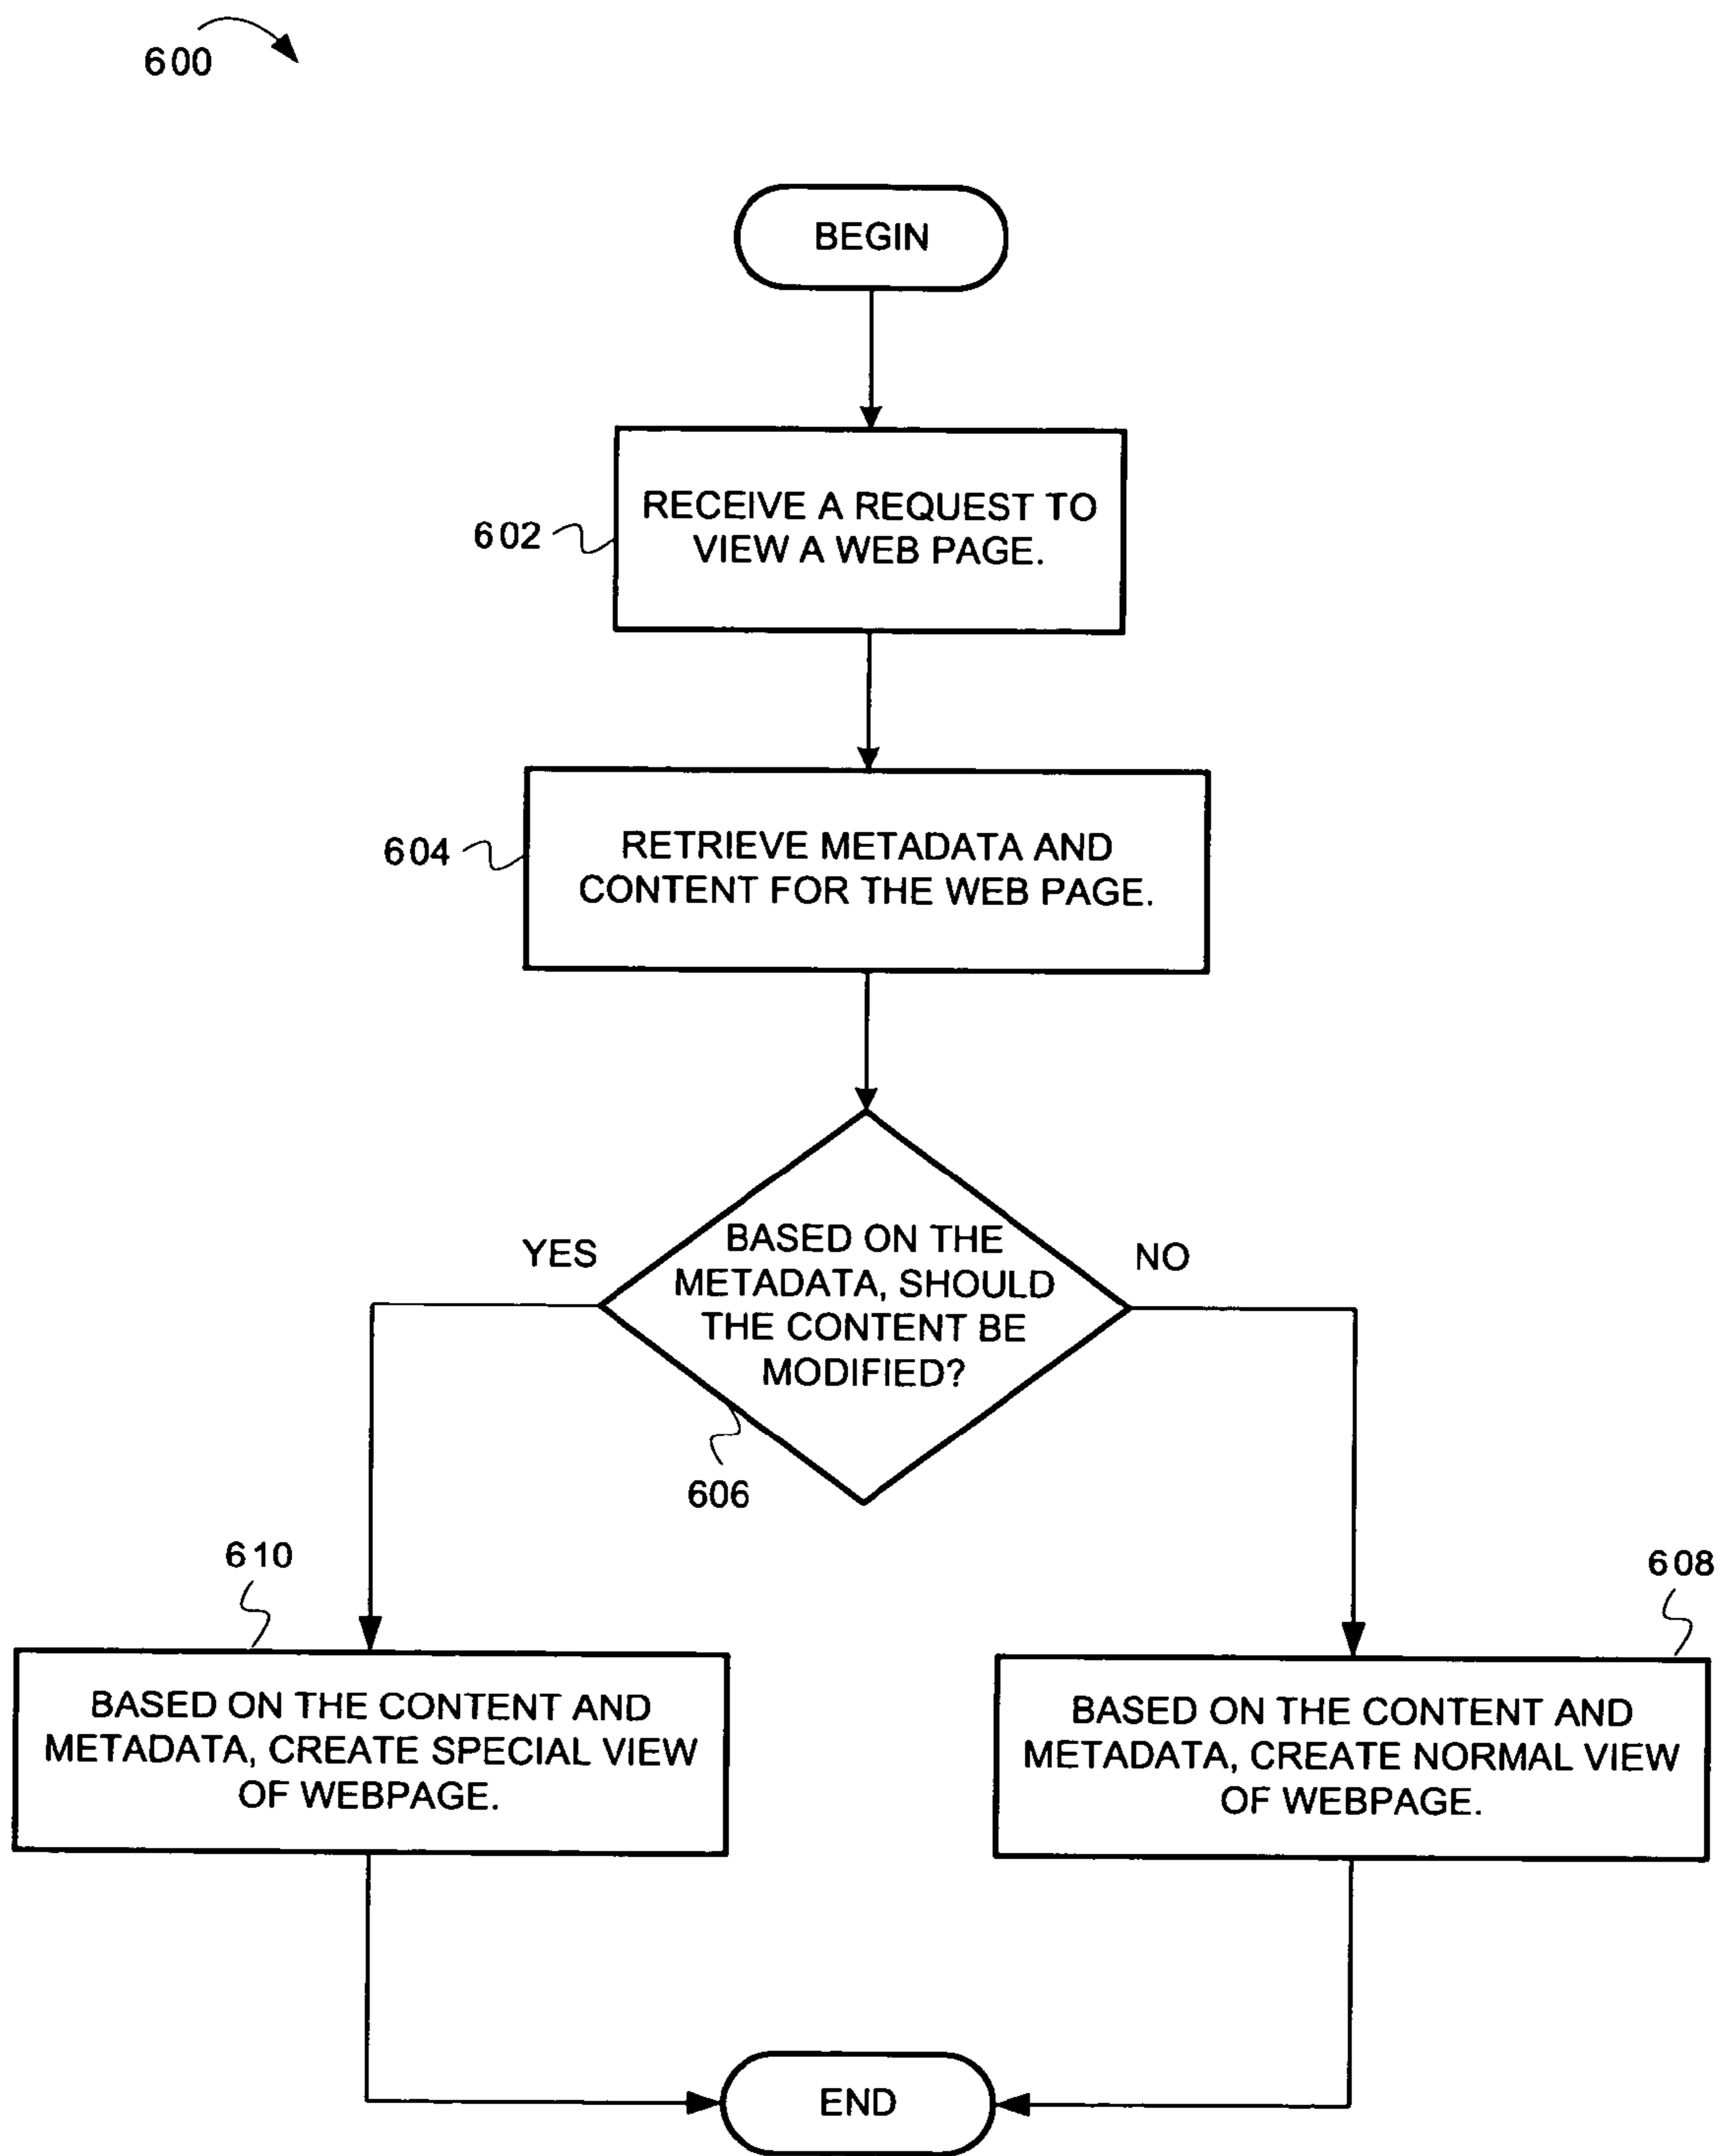 600
BEGIN
602
RECEIVE A REQUEST TO
VIEW A WEB PAGE.
604
RETRIEVE METADATA AND
CONTENT FOR THE WEB PAGE.
YES
BASED ON THE
METADATA, SHOULD
THE CONTENT BE
MODIFIED?
NO
606
610
BASED ON THE CONTENT AND
METADATA, CREATE SPECIAL VIEW
OF WEBPAGE.
608
BASED ON THE CONTENT AND
METADATA, CREATE NORMAL VIEW
OF WEBPAGE.
END